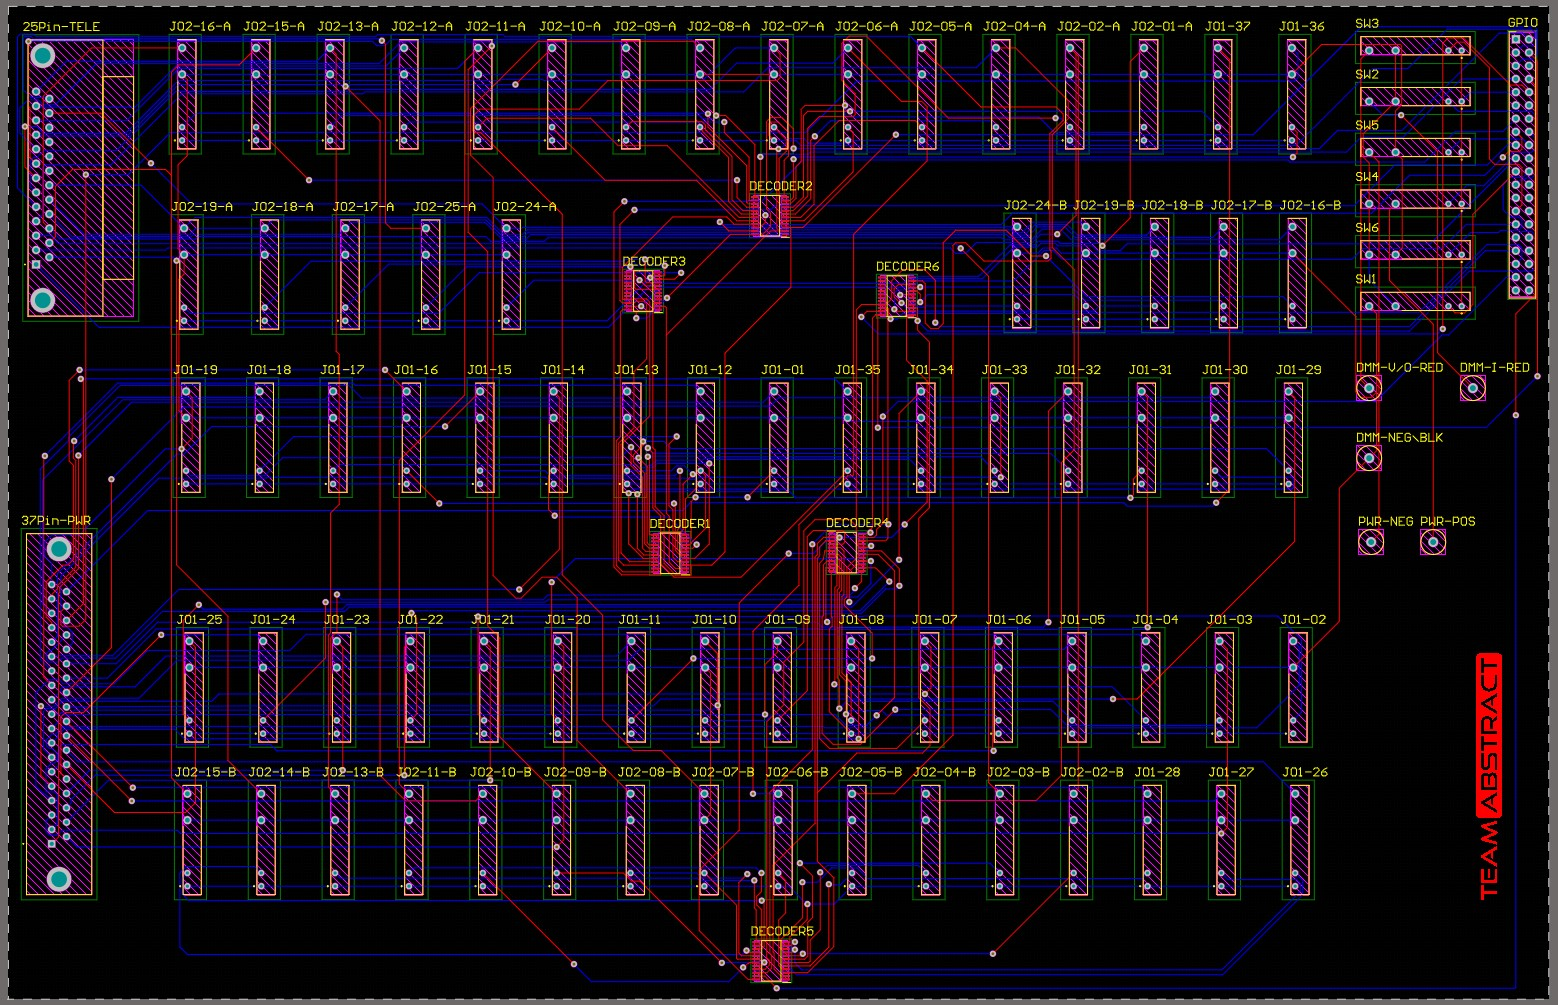 25Pin-TELE J02-16-A J02-15-A J02-13-A J02-12-A J02-11-A J02-10-A J02-09-A J02-08-A J02-07-A J02-06-A J02-05-A J02-04-A J02-02-A J02-01-A J01-37 J01-36 SW3 GPIO
SW2
SW5
SW4
DECODER2
J02-19-A J02-18-A J02-17-A J02-25-A J02-24-A J02-24-B J02-19-B J02-18-B J02-17-B J02-16-B
SW6
DECODER3 DECODER6
SW1
J01-19 J01-18 J01-17 J01-16 J01-15 J01-14 J01-13 J01-12 J01-01 J01-35 J01-34 J01-33 J01-32 J01-31 J01-30 J01-29 DMM-V/O-RED DMM-I-RED
DMM-NEG\BLK
37Pin-PWR DECODER1 DECODER4 PWR-NEG PWR-POS
J01-25 J01-24 J01-23 J01-22 J01-21 J01-20 J01-11 J01-10 J01-09 J01-08 J01-07 J01-06 J01-05 J01-04 J01-03 J01-02
J02-15-B J02-14-B J02-13-B J02-11-B J02-10-B J02-09-B J02-08-B J02-07-B J02-06-B J02-05-B J02-04-B J02-03-B J02-02-B J01-28 J01-27 J01-26
DECODER5
TEAM ABSTRACT